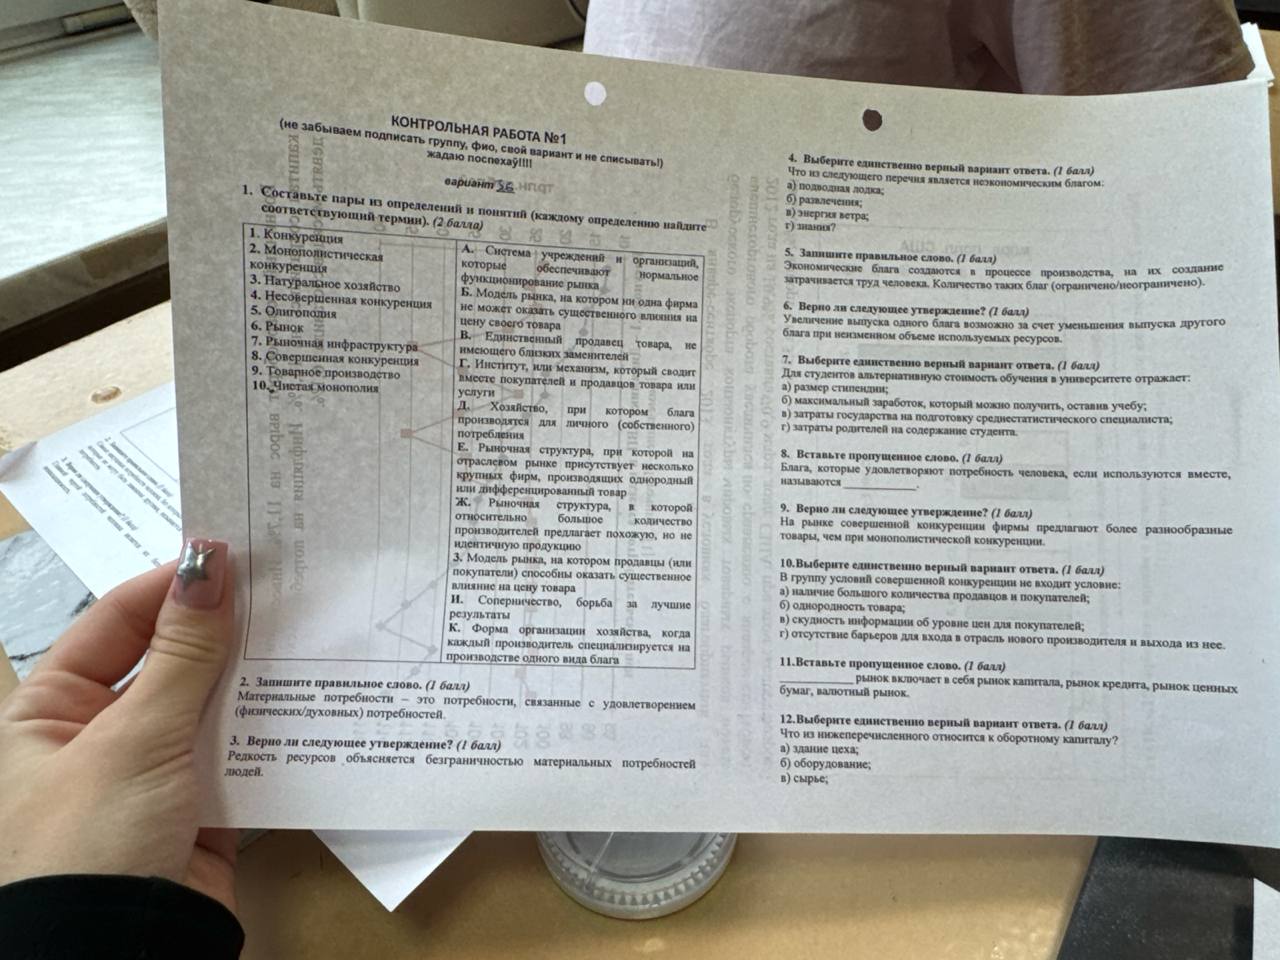 КОНТРОЛЬНАЯ РАБОТА №1
(не забываем подписать группу, фио, свой вариант и не списывать!)
жадаю поспехаў!!!!
вариант
1. Составьте пары из определений и понятий (каждому определению найдите
соответствующий термин). (2 балла)
1. Конкуренция
2. Монополистическая
конкуренция
3. Натуральное хозяйство
4. Несовершенная конкуренция
5. Олигополия
6. Рынок
7. Рыночная инфраструктура
8. Совершенная конкуренция
9. Товарное производство
10. Чистая монополия
А. Система учреждений и организаций,
которые обеспечивают нормальное
функционирование рынка
Б. Модель рынка, на котором ни одна фирма
не может оказать существенного влияния на
цену своего товара
В. Единственный продавец товара, не
имеющего близких заменителей
Г. Институт, или механизм, который сводит
вместе покупателей и продавцов товара или
услуги
Д. Хозяйство, при котором блага
производятся для личного (собственного)
потребления
Е. Рыночная структура, при которой на
отраслевом рынке присутствует несколько
крупных фирм, производящих однородный
или дифференцированный товар
Ж. Рыночная структура, в которой
относительно большое количество
производителей предлагает похожую, но не
идентичную продукцию
З. Модель рынка, на котором продавцы (или
покупатели) способны оказать существенное
влияние на цену товара
И. Соперничество, борьба за лучшие
результаты
К. Форма организации хозяйства, когда
каждый производитель специализируется на
производстве одного вида блага
2. Запишите правильное слово. (1 балл)
Материальные потребности – это потребности, связанные с удовлетворением
(физических/духовных) потребностей.
3. Верно ли следующее утверждение? (1 балл)
Редкость ресурсов объясняется безграничностью материальных потребностей
людей.
4. Выберите единственно верный вариант ответа. (1 балл)
Что из следующего перечня является неэкономическим благом:
а) подводная лодка;
б) развлечения;
в) энергия ветра;
г) знания?
5. Запишите правильное слово. (1 балл)
Экономические блага создаются в процессе производства, на их создание
затрачивается труд человека. Количество таких благ (ограничено/неограничено).
6. Верно ли следующее утверждение? (1 балл)
Увеличение выпуска одного блага возможно за счет уменьшения выпуска другого
блага при неизменном объеме используемых ресурсов.
7. Выберите единственно верный вариант ответа. (1 балл)
Для студентов альтернативную стоимость обучения в университете отражает:
а) размер стипендии;
б) максимальный заработок, который можно получить, оставив учебу;
в) затраты государства на подготовку среднестатистического специалиста;
г) затраты родителей на содержание студента.
8. Вставьте пропущенное слово. (1 балл)
Блага, которые удовлетворяют потребность человека, если используются вместе,
называются ____________.
9. Верно ли следующее утверждение? (1 балл)
На рынке совершенной конкуренции фирмы предлагают более разнообразные
товары, чем при монополистической конкуренции.
10.Выберите единственно верный вариант ответа. (1 балл)
В группу условий совершенной конкуренции не входит условие:
а) наличие большого количества продавцов и покупателей;
б) однородность товара;
в) скудность информации об уровне цен для покупателей;
г) отсутствие барьеров для входа в отрасль нового производителя и выхода из нее.
11.Вставьте пропущенное слово. (1 балл)
____________ рынок включает в себя рынок капитала, рынок кредита, рынок ценных
бумаг, валютный рынок.
12.Выберите единственно верный вариант ответа. (1 балл)
Что из нижеперечисленного относится к оборотному капиталу?
а) здание цеха;
б) оборудование;
в) сырье;